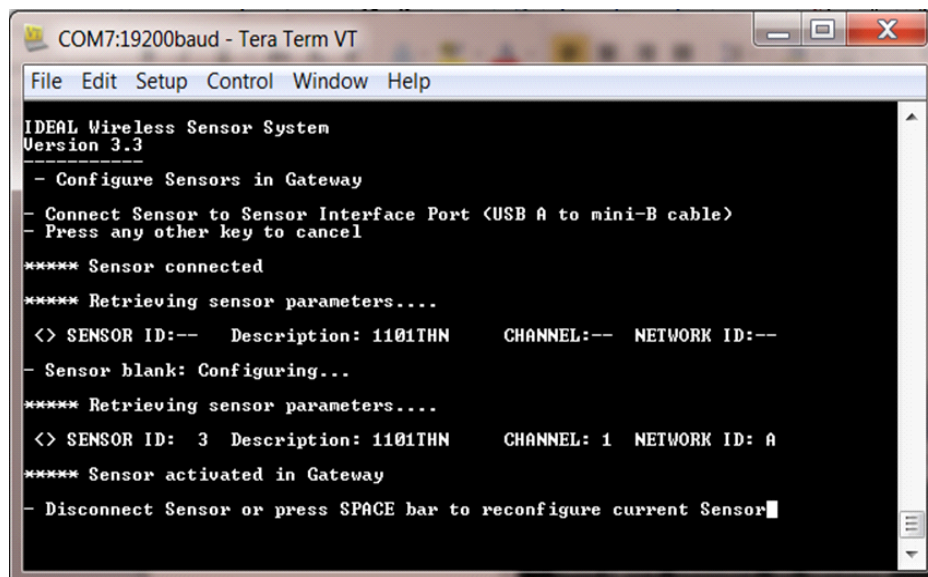 COM7:19200baud - Tera Term VT
File Edit Setup Control Window Help
IDEAL Wireless Sensor System
Version 3.3
-----------
- Configure Sensors in Gateway
- Connect Sensor to Sensor Interface Port (USB A to mini-B cable)
- Press any other key to cancel
***** Sensor connected
***** Retrieving sensor parameters....
<> SENSOR ID:-- Description: 1101THN CHANNEL:-- NETWORK ID:--
- Sensor blank: Configuring...
***** Retrieving sensor parameters....
<> SENSOR ID: 3 Description: 1101THN CHANNEL: 1 NETWORK ID: A
***** Sensor activated in Gateway
- Disconnect Sensor or press SPACE bar to reconfigure current Sensor